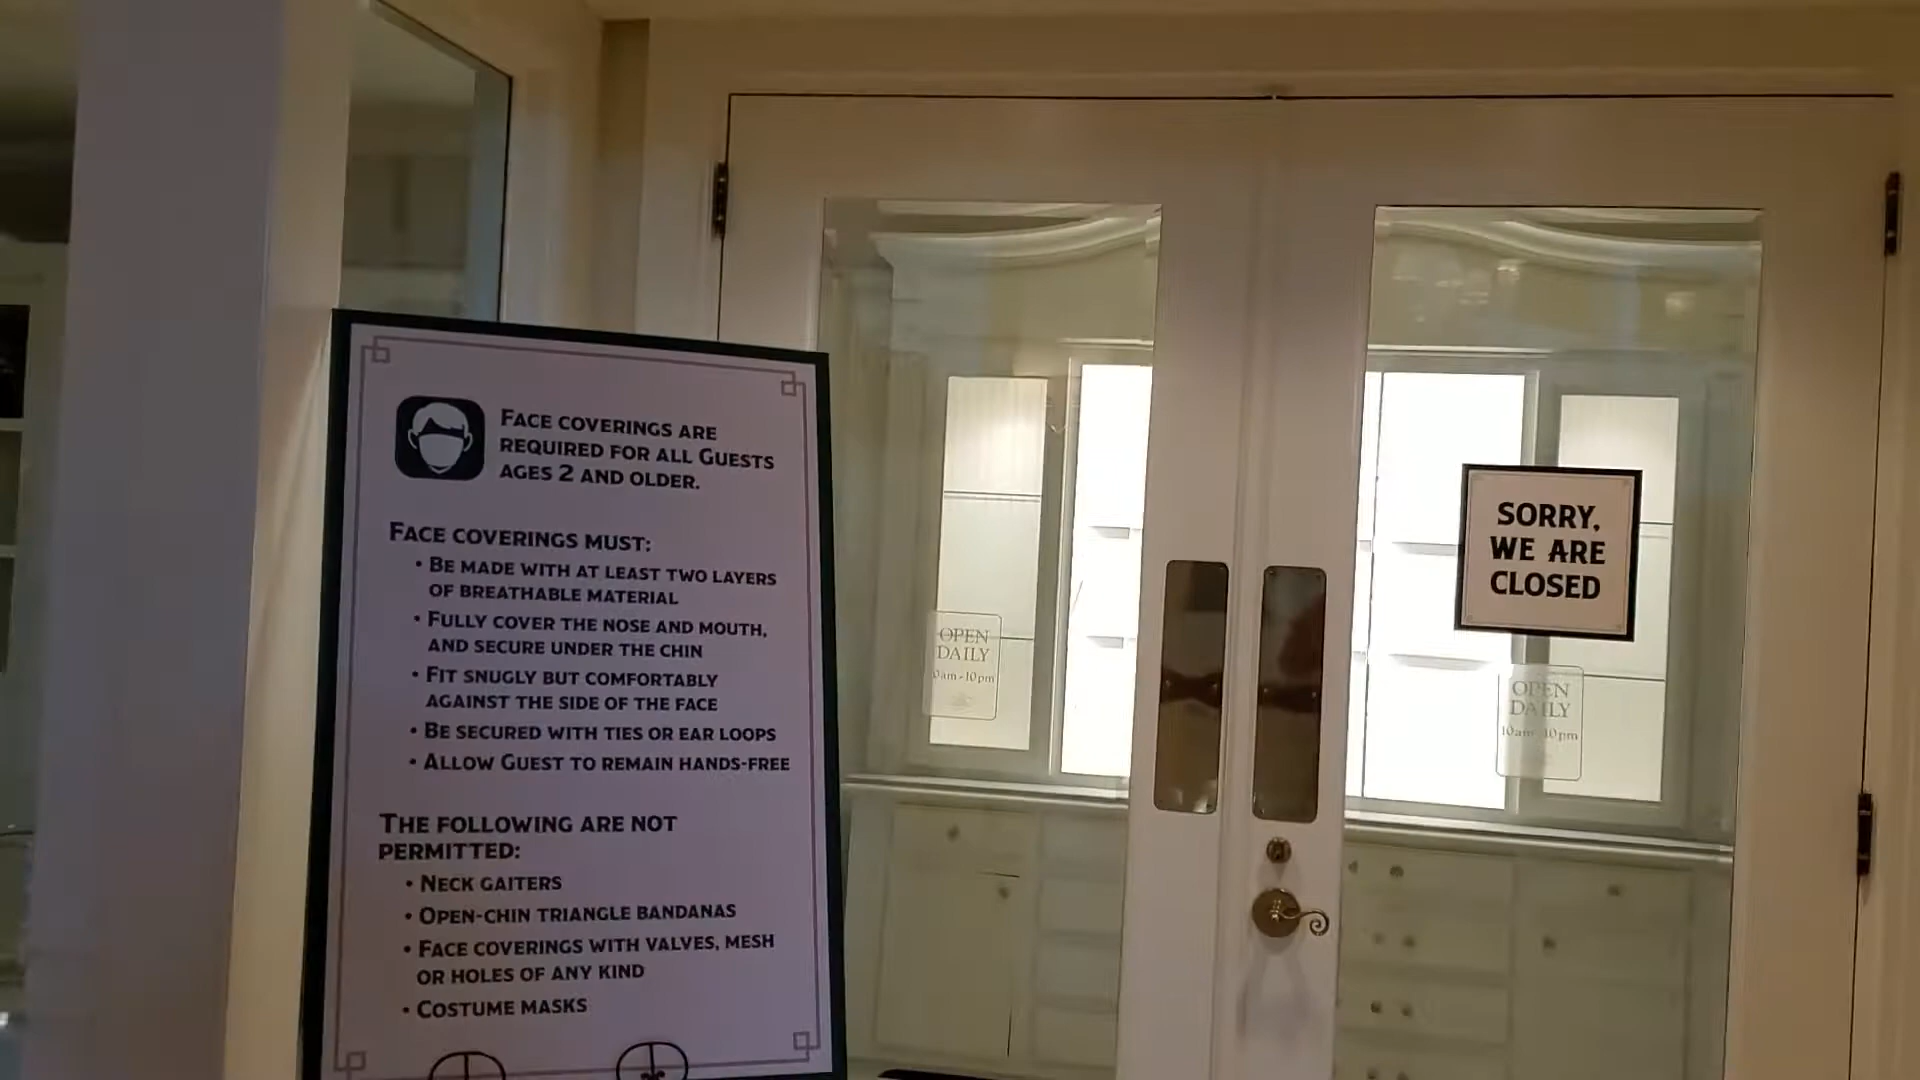 FACE COVERINGS ARE
REQUIRED FOR ALL GUESTS
AGES 2 AND OLDER.
FACE COVERINGS MUST:
• BE MADE WITH AT LEAST TWO LAYERS
OF BREATHABLE MATERIAL
• FULLY COVER THE NOSE AND MOUTH,
AND SECURE UNDER THE CHIN
• FIT SNUGLY BUT COMFORTABLY
AGAINST THE SIDE OF THE FACE
• BE SECURED WITH TIES OR EAR LOOPS
• ALLOW GUEST TO REMAIN HANDS-FREE
THE FOLLOWING ARE NOT
PERMITTED:
• NECK GAITERS
• OPEN-CHIN TRIANGLE BANDANAS
• FACE COVERINGS WITH VALVES, MESH
OR HOLES OF ANY KIND
• COSTUME MASKS
OPEN
DAILY
0am-10pm
SORRY,
WE ARE
CLOSED
OPEN
DAILY
10am-10pm